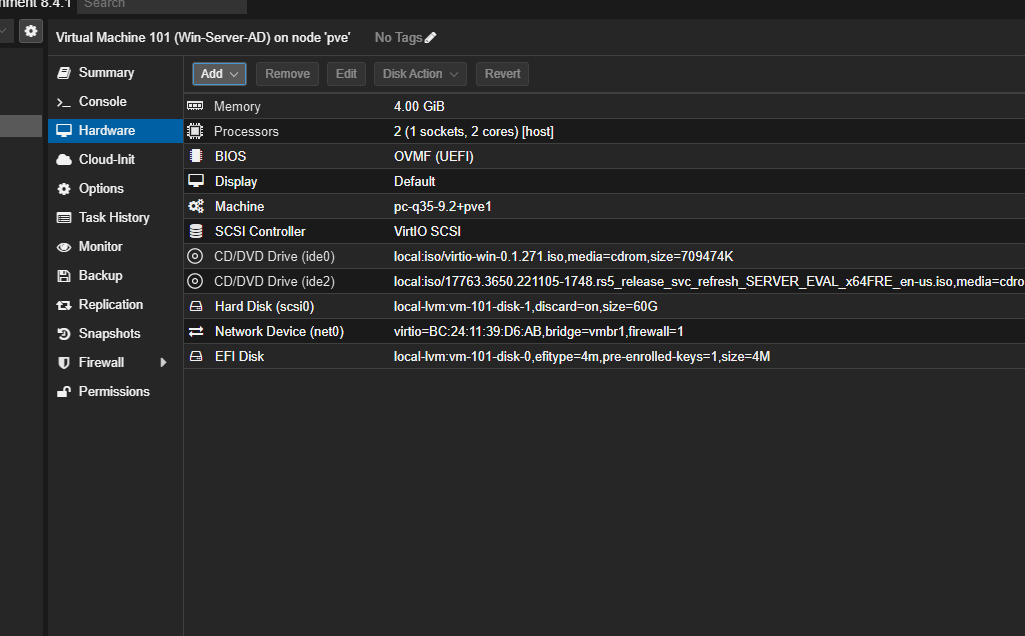 nment 8.4.1 Search
Virtual Machine 101 (Win-Server-AD) on node 'pve' No Tags
Summary
Console
Hardware
Cloud-Init
Options
Task History
Monitor
Backup
Replication
Snapshots
Firewall
Permissions
Add Remove Edit Disk Action Revert
Memory 4.00 GiB
Processors 2 (1 sockets, 2 cores) [host]
BIOS OVMF (UEFI)
Display Default
Machine pc-q35-9.2+pve1
SCSI Controller VirtIO SCSI
CD/DVD Drive (ide0) local:iso/virtio-win-0.1.271.iso,media=cdrom,size=709474K
CD/DVD Drive (ide2) local:iso/17763.3650.221105-1748.rs5_release_svc_refresh_SERVER_EVAL_x64FRE_en-us.iso,media=cdro
Hard Disk (scsi0) local-lvm:vm-101-disk-1,discard=on,size=60G
Network Device (net0) virtio=BC:24:11:39:D6:AB,bridge=vmbr1,firewall=1
EFI Disk local-lvm:vm-101-disk-0,efitype=4m,pre-enrolled-keys=1,size=4M